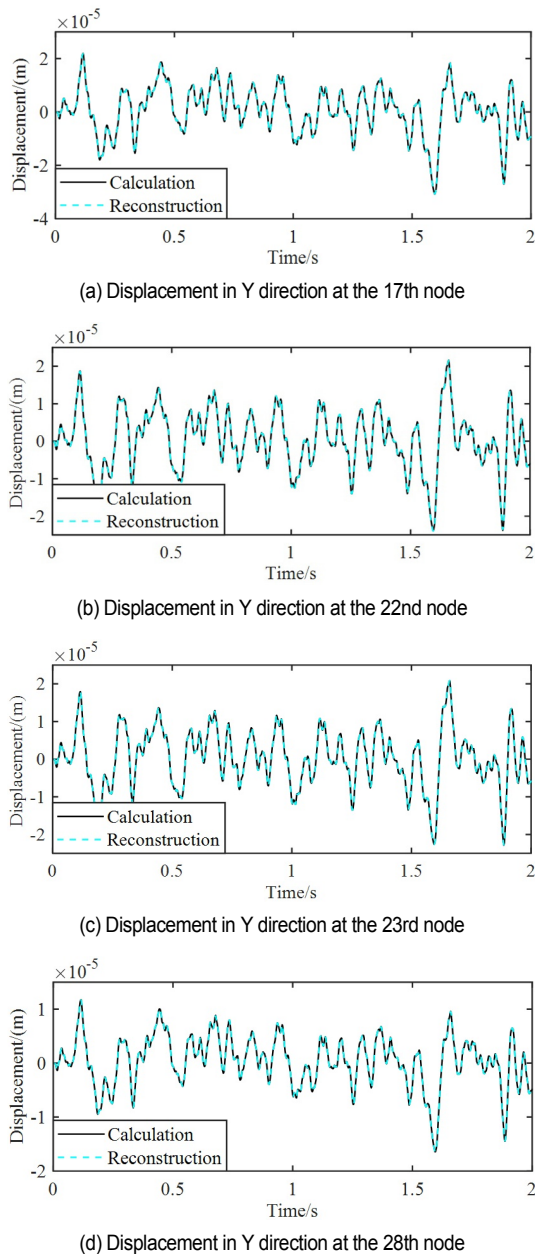 ×10⁻⁵
2
0
-2
-4
Displacement/(m)
Calculation
Reconstruction
0 0.5 1 1.5 2
Time/s
(a) Displacement in Y direction at the 17th node
×10⁻⁵
2
1
0
-1
-2
Displacement/(m)
Calculation
Reconstruction
0 0.5 1 1.5 2
Time/s
(b) Displacement in Y direction at the 22nd node
×10⁻⁵
2
1
0
-1
-2
Displacement/(m)
Calculation
Reconstruction
0 0.5 1 1.5 2
Time/s
(c) Displacement in Y direction at the 23rd node
×10⁻⁵
1
0
-1
-2
Displacement/(m)
Calculation
Reconstruction
0 0.5 1 1.5 2
Time/s
(d) Displacement in Y direction at the 28th node